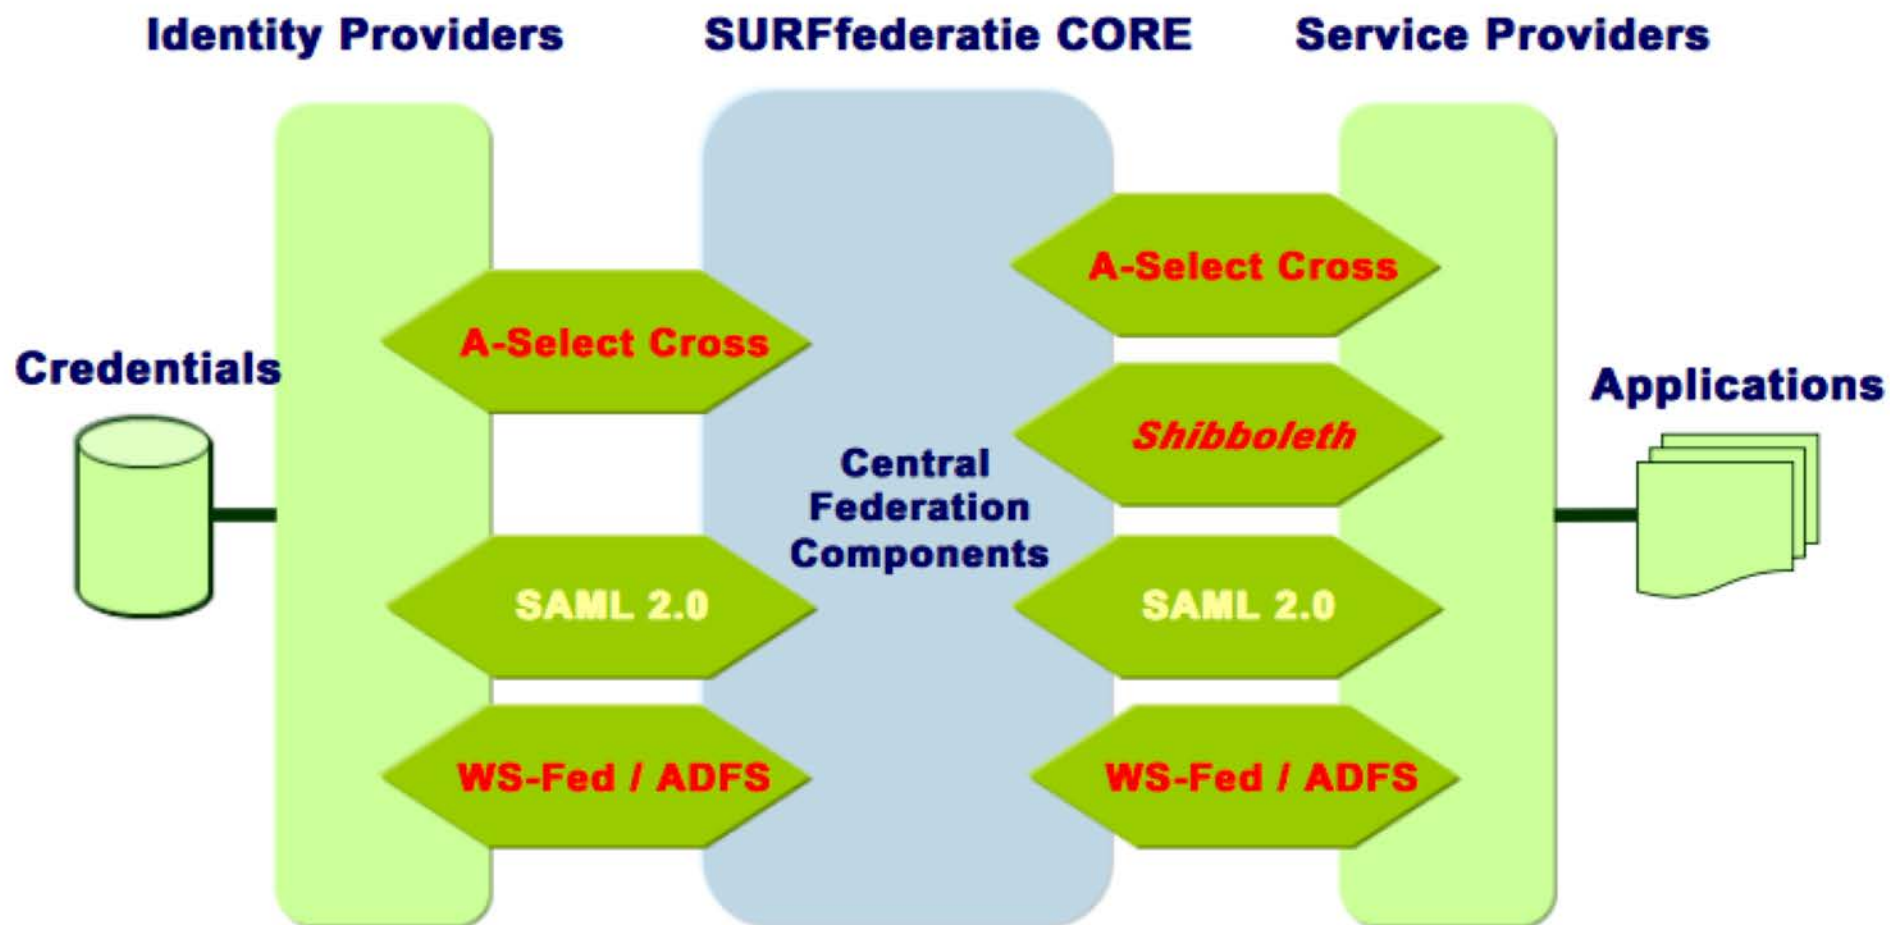 Identity Providers
SURFfederatie CORE
Service Providers
A-Select Cross
A-Select Cross
Credentials
Applications
Shibboleth
Central
Federation
Components
SAML 2.0
SAML 2.0
WS-Fed / ADFS
WS-Fed / ADFS